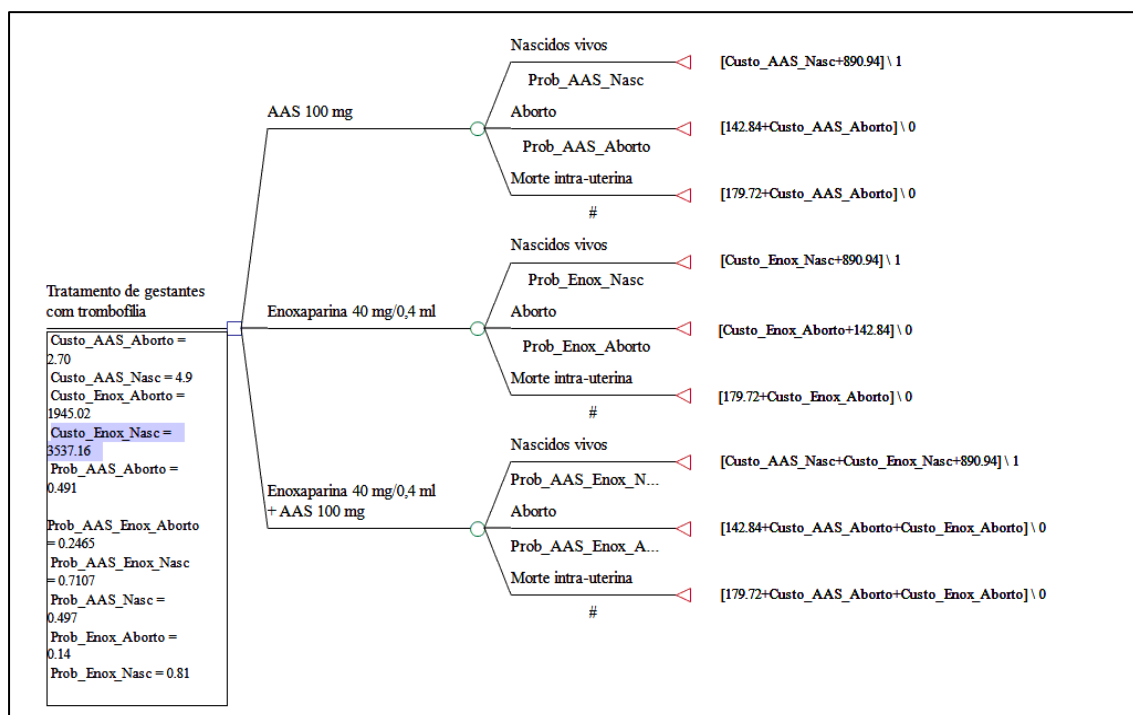 Tratamento de gestantes
com trombofilia
Custo_AAS_Aborto =
2.70
Custo_AAS_Nasc = 4.9
Custo_Enox_Aborto =
1945.02
Custo_Enox_Nasc =
3537.16
Prob_AAS_Aborto =
0.491
Prob_AAS_Enox_Aborto
= 0.2465
Prob_AAS_Enox_Nasc
= 0.7107
Prob_AAS_Nasc =
0.497
Prob_Enox_Aborto =
0.14
Prob_Enox_Nasc = 0.81
AAS 100 mg
Nascidos vivos
Prob_AAS_Nasc
[Custo_AAS_Nasc+890.94] \ 1
Aborto
Prob_AAS_Aborto
[142.84+Custo_AAS_Aborto] \ 0
Morte intra-uterina
#
[179.72+Custo_AAS_Aborto] \ 0
Enoxaparina 40 mg/0,4 ml
Nascidos vivos
Prob_Enox_Nasc
[Custo_Enox_Nasc+890.94] \ 1
Aborto
Prob_Enox_Aborto
[Custo_Enox_Aborto+142.84] \ 0
Morte intra-uterina
#
[179.72+Custo_Enox_Aborto] \ 0
Enoxaparina 40 mg/0,4 ml
+ AAS 100 mg
Nascidos vivos
Prob_AAS_Enox_N...
[Custo_AAS_Nasc+Custo_Enox_Nasc+890.94] \ 1
Aborto
Prob_AAS_Enox_A...
[142.84+Custo_AAS_Aborto+Custo_Enox_Aborto] \ 0
Morte intra-uterina
#
[179.72+Custo_AAS_Aborto+Custo_Enox_Aborto] \ 0